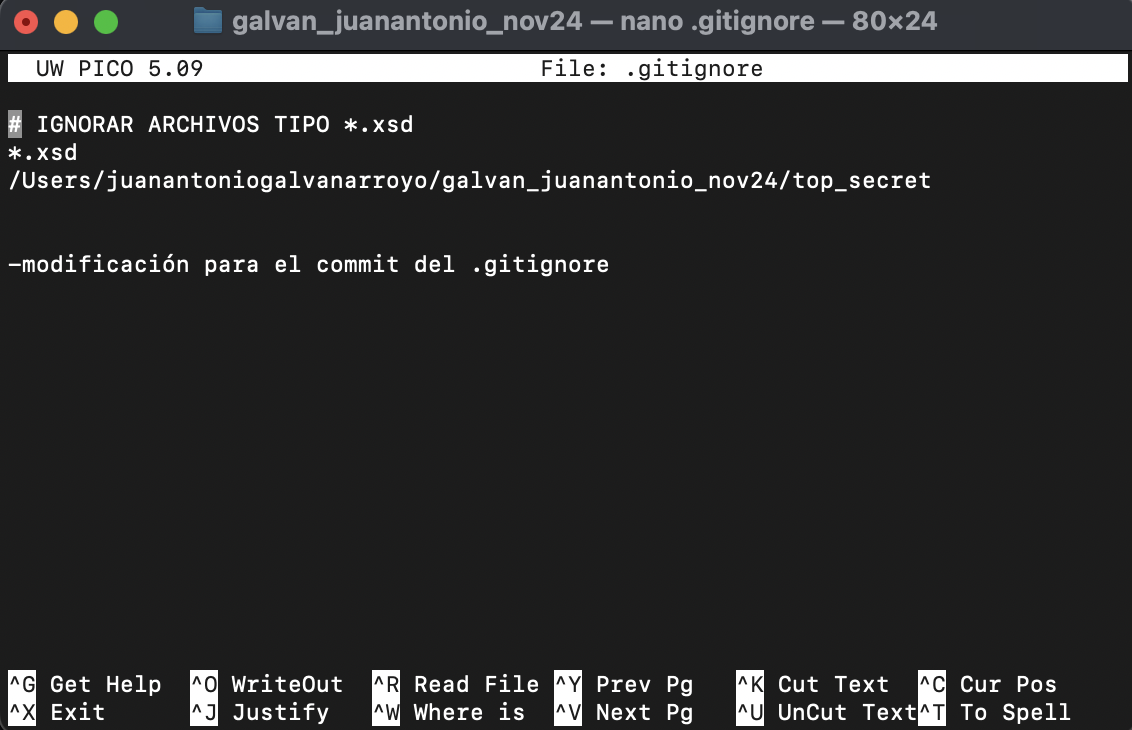 galvan_juanantonio_nov24 — nano .gitignore — 80×24
UW PICO 5.09 File: .gitignore
# IGNORAR ARCHIVOS TIPO *.xsd
*.xsd
/Users/juanantoniogalvanarroyo/galvan_juanantonio_nov24/top_secret
-modificación para el commit del .gitignore
^G Get Help ^O WriteOut ^R Read File ^Y Prev Pg ^K Cut Text ^C Cur Pos
^X Exit ^J Justify ^W Where is ^V Next Pg ^U UnCut Text ^T To Spell